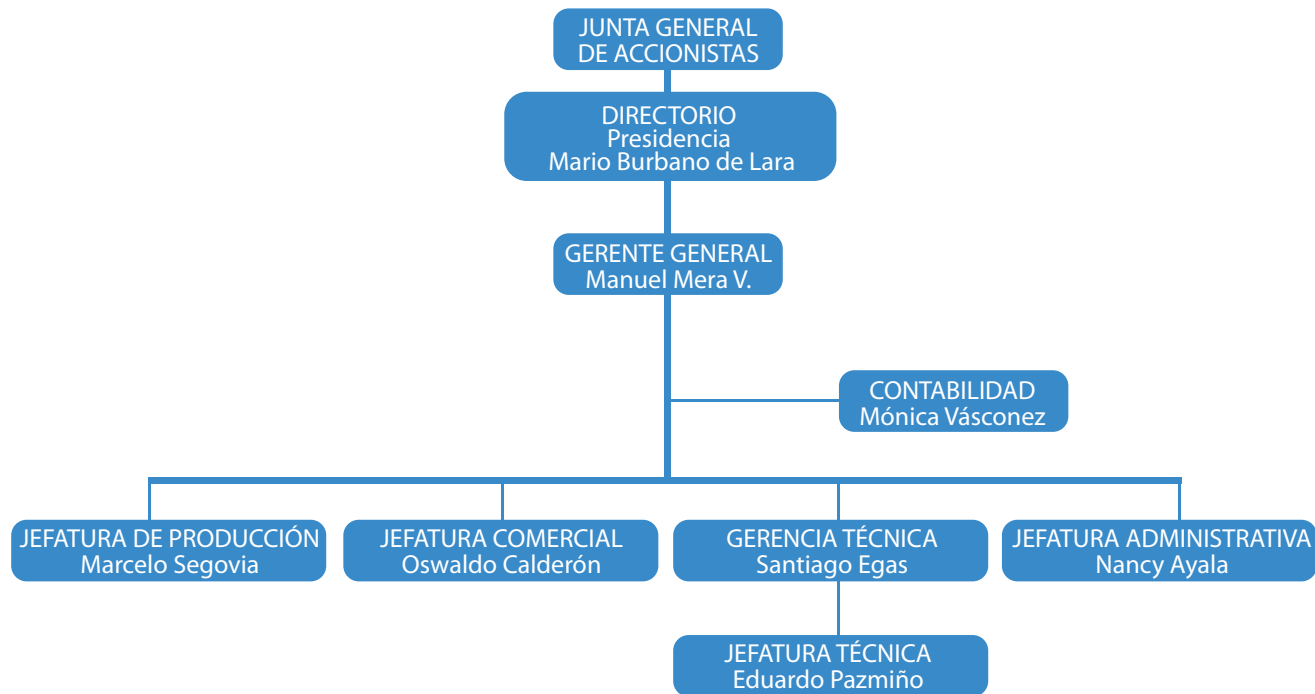 JUNTA GENERAL
DE ACCIONISTAS
DIRECTORIO
Presidencia
Mario Burbano de Lara
GERENTE GENERAL
Manuel Mera V.
CONTABILIDAD
Mónica Vásconez
JEFATURA DE PRODUCCIÓN
Marcelo Segovia
JEFATURA COMERCIAL
Oswaldo Calderón
GERENCIA TÉCNICA
Santiago Egas
JEFATURA ADMINISTRATIVA
Nancy Ayala
JEFATURA TÉCNICA
Eduardo Pazmiño